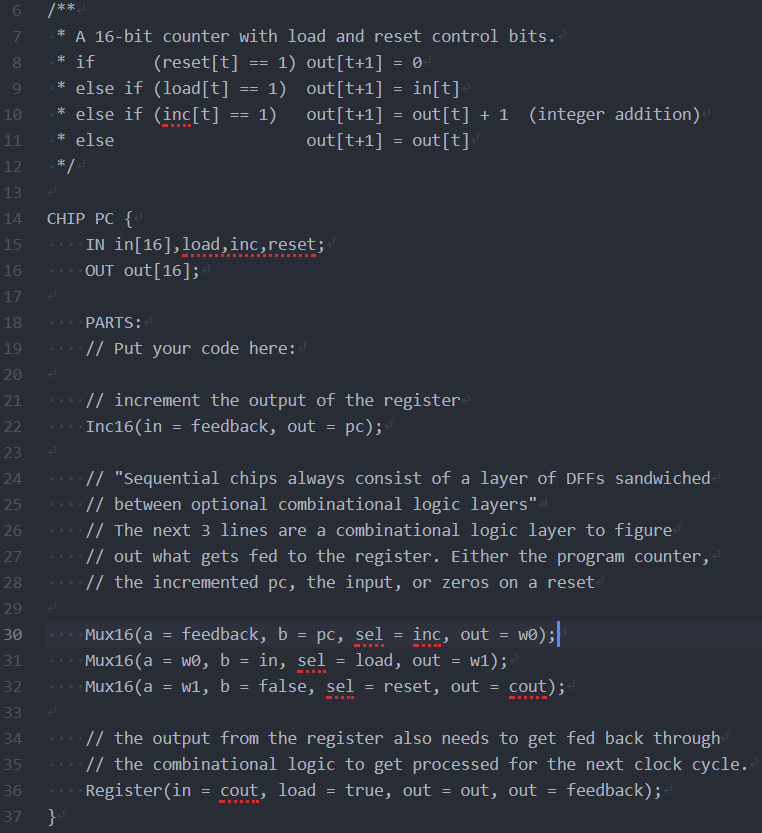 6 /**
7  * A 16-bit counter with load and reset control bits.
8  * if      (reset[t] == 1) out[t+1] = 0
9  * else if (load[t] == 1)  out[t+1] = in[t]
10  * else if (inc[t] == 1)   out[t+1] = out[t] + 1  (integer addition)
11  * else                    out[t+1] = out[t]
12  */
13
14 CHIP PC {
15     IN in[16],load,inc,reset;
16     OUT out[16];
17
18     PARTS:
19     // Put your code here:
20
21     // increment the output of the register
22     Inc16(in = feedback, out = pc);
23
24     // "Sequential chips always consist of a layer of DFFs sandwiched
25     // between optional combinational logic layers"
26     // The next 3 lines are a combinational logic layer to figure
27     // out what gets fed to the register. Either the program counter,
28     // the incremented pc, the input, or zeros on a reset
29
30     Mux16(a = feedback, b = pc, sel = inc, out = w0);
31     Mux16(a = w0, b = in, sel = load, out = w1);
32     Mux16(a = w1, b = false, sel = reset, out = cout);
33
34     // the output from the register also needs to get fed back through
35     // the combinational logic to get processed for the next clock cycle.
36     Register(in = cout, load = true, out = out, out = feedback);
37 }